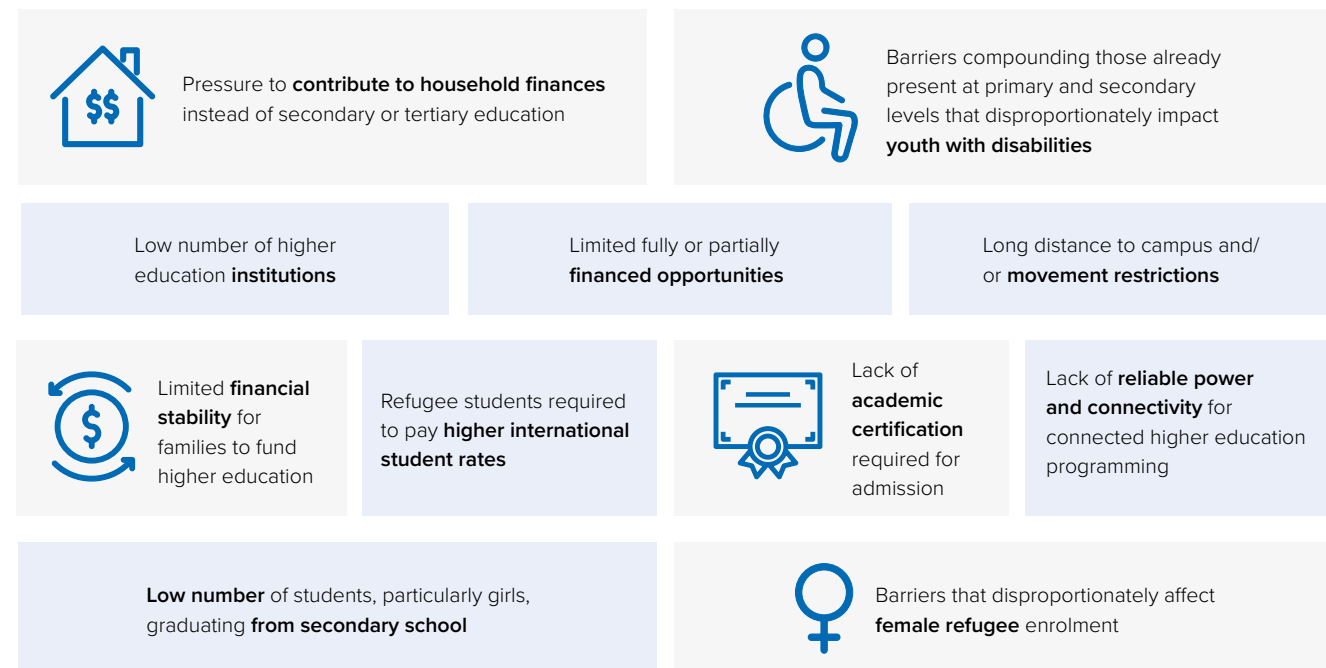 $$
Pressure to contribute to household finances
instead of secondary or tertiary education
Barriers compounding those already
present at primary and secondary
levels that disproportionately impact
youth with disabilities
Low number of higher
education institutions
Limited fully or partially
financed opportunities
Long distance to campus and/
or movement restrictions
$
Limited financial
stability for
families to fund
higher education
Refugee students required
to pay higher international
student rates
Lack of
academic
certification
required for
admission
Lack of reliable power
and connectivity for
connected higher education
programming
Low number of students, particularly girls,
graduating from secondary school
Barriers that disproportionately affect
female refugee enrolment